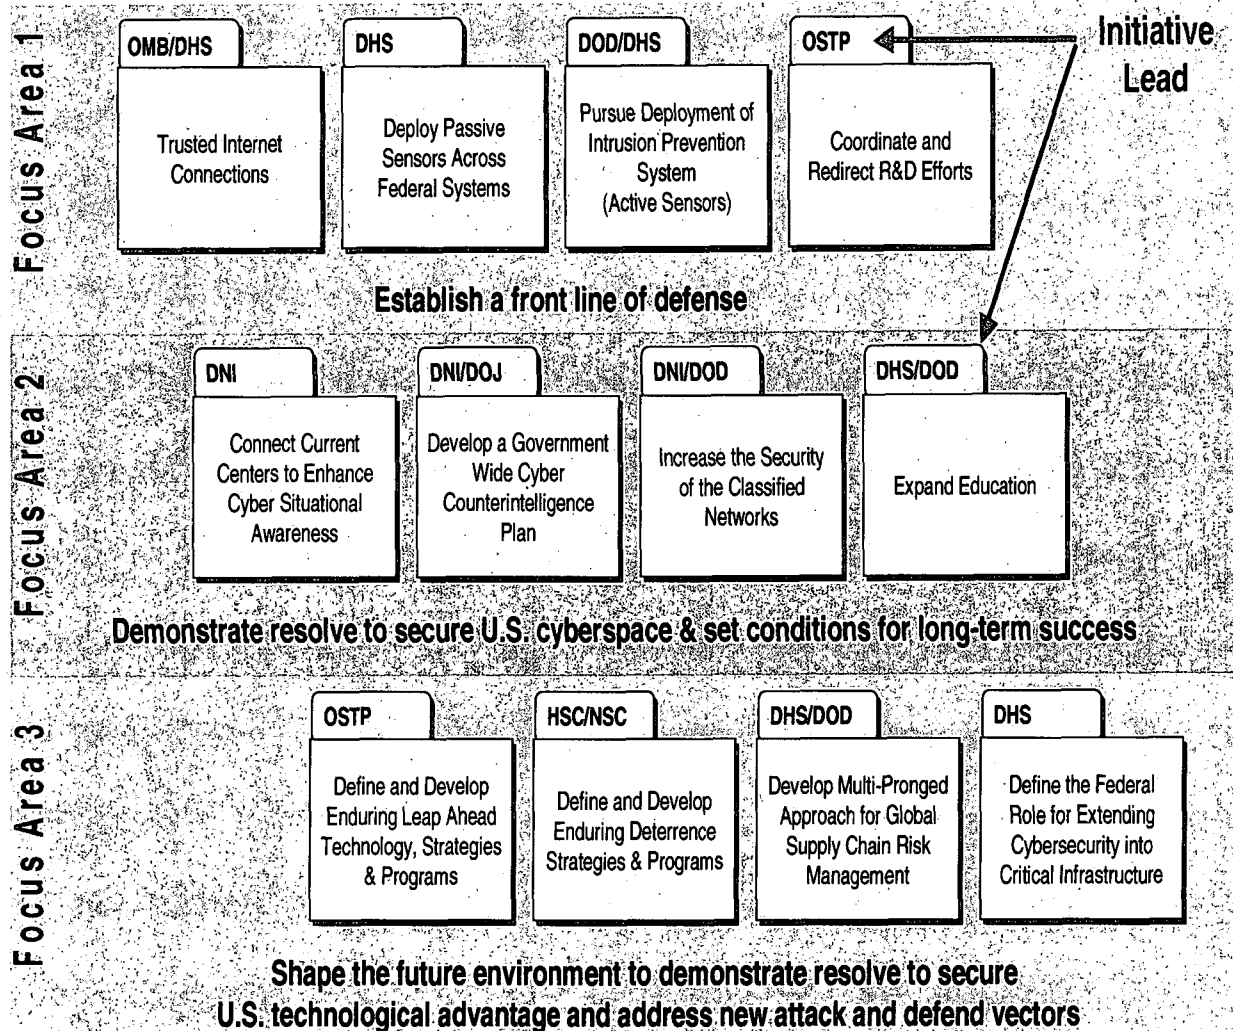 Focus Area 1
OMB/DHS
Trusted Internet
Connections
DHS
Deploy Passive
Sensors Across
Federal Systems
DOD/DHS
Pursue Deployment of
Intrusion Prevention
System
(Active Sensors)
OSTP
Coordinate and
Redirect R&D Efforts
Initiative
Lead
Establish a front line of defense
Focus Area 2
DNI
Connect Current
Centers to Enhance
Cyber Situational
Awareness
DNI/DOJ
Develop a Government
Wide Cyber
Counterintelligence
Plan
DNI/DOD
Increase the Security
of the Classified
Networks
DHS/DOD
Expand Education
Demonstrate resolve to secure U.S. cyberspace & set conditions for long-term success
Focus Area 3
OSTP
Define and Develop
Enduring Leap Ahead
Technology, Strategies
& Programs
HSC/NSC
Define and Develop
Enduring Deterrence
Strategies & Programs
DHS/DOD
Develop Multi-Pronged
Approach for Global
Supply Chain Risk
Management
DHS
Define the Federal
Role for Extending
Cybersecurity into
Critical Infrastructure
Shape the future environment to demonstrate resolve to secure
U.S. technological advantage and address new attack and defend vectors